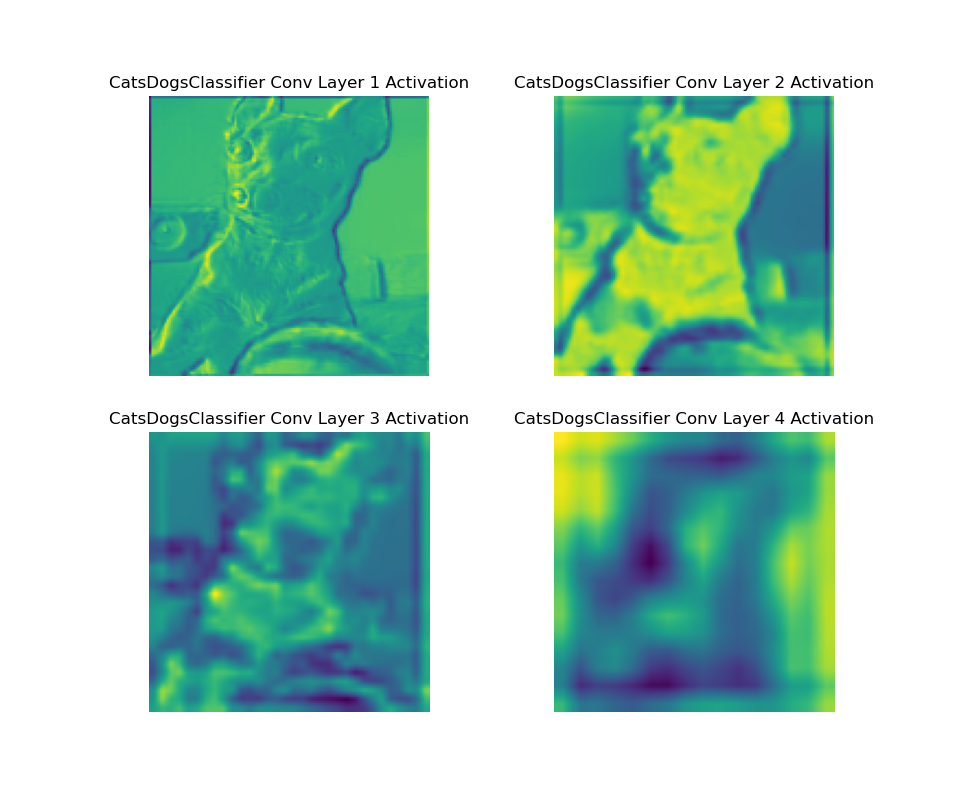 CatsDogsClassifier Conv Layer 1 Activation
CatsDogsClassifier Conv Layer 2 Activation
CatsDogsClassifier Conv Layer 3 Activation
CatsDogsClassifier Conv Layer 4 Activation